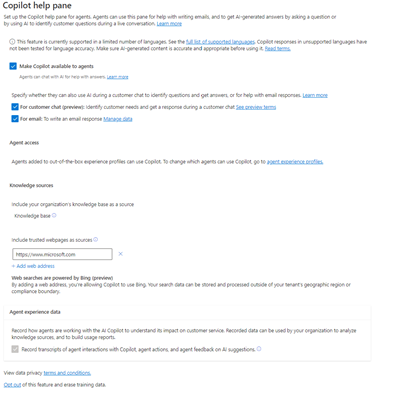 Copilot help pane
Set up the Copilot help pane for agents. Agents can use this pane for help with writing emails, and to get AI-generated answers by asking a question or
by using AI to identify customer questions during a live conversation. Learn more
This feature is currently supported in a limited number of languages. See the full list of supported languages. Copilot responses in unsupported languages have
not been tested for language accuracy. Make sure AI-generated content is accurate and appropriate before using it. Read terms.
Make Copilot available to agents
Agents can chat with AI for help with answers. Learn more
Specify whether they can also use AI during a customer chat to identify questions and get answers, or for help with email responses. Learn more
For customer chat (preview): Identify customer needs and get a response during a customer chat See preview terms
For email: To write an email response Manage data
Agent access
Agents added to out-of-the-box experience profiles can use Copilot. To change which agents can use Copilot, go to agent experience profiles.
Knowledge sources
Include your organization's knowledge base as a source
Knowledge base
Include trusted webpages as sources
https://www.microsoft.com
+ Add web address
Web searches are powered by Bing (preview)
By adding a web address, you're allowing Copilot to use Bing. Your search data can be stored and processed outside of your tenant's geographic region or
compliance boundary.
Agent experience data
Record how agents are working with the AI Copilot to understand its impact on customer service. Recorded data can be used by your organization to analyze
knowledge sources, and to build usage reports.
Record transcripts of agent interactions with Copilot, agent actions, and agent feedback on AI suggestions.
View data privacy terms and conditions.
Opt out of this feature and erase training data.